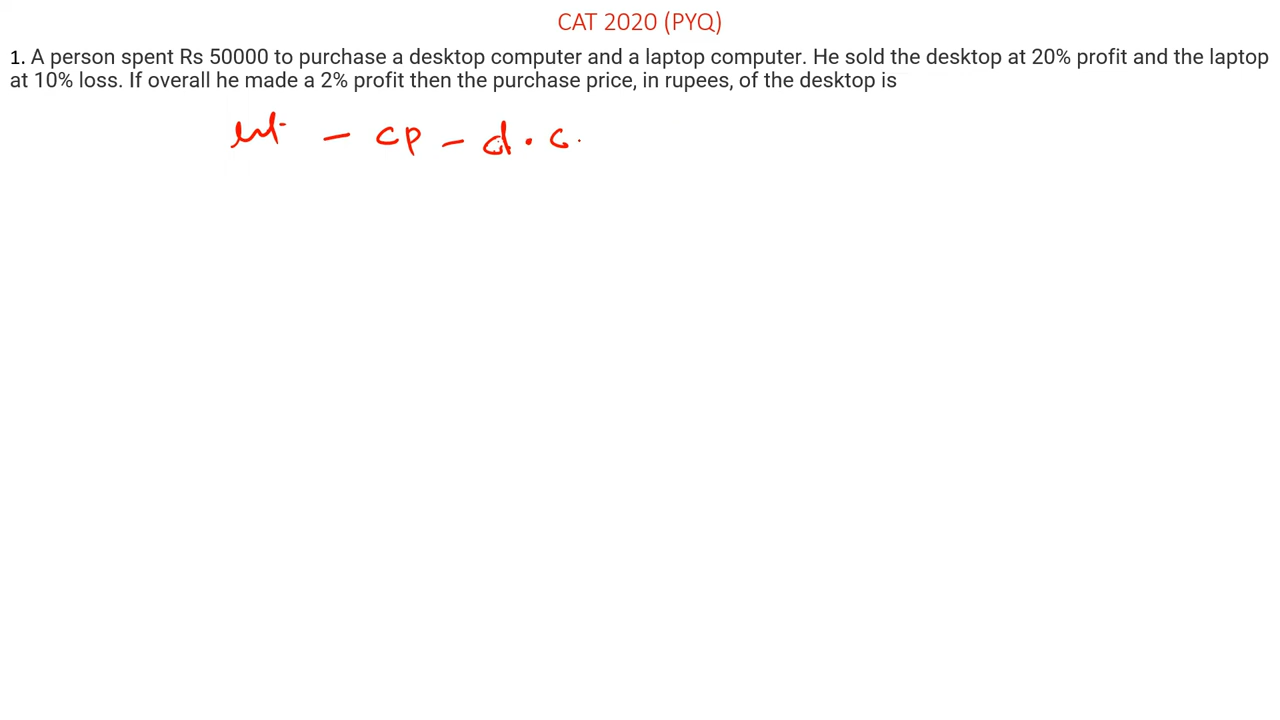 CAT 2020 (PYQ)
1. A person spent Rs 50000 to purchase a desktop computer and a laptop computer. He sold the desktop at 20% profit and the laptop
at 10% loss. If overall he made a 2% profit then the purchase price, in rupees, of the desktop is
let - CP - d. c.